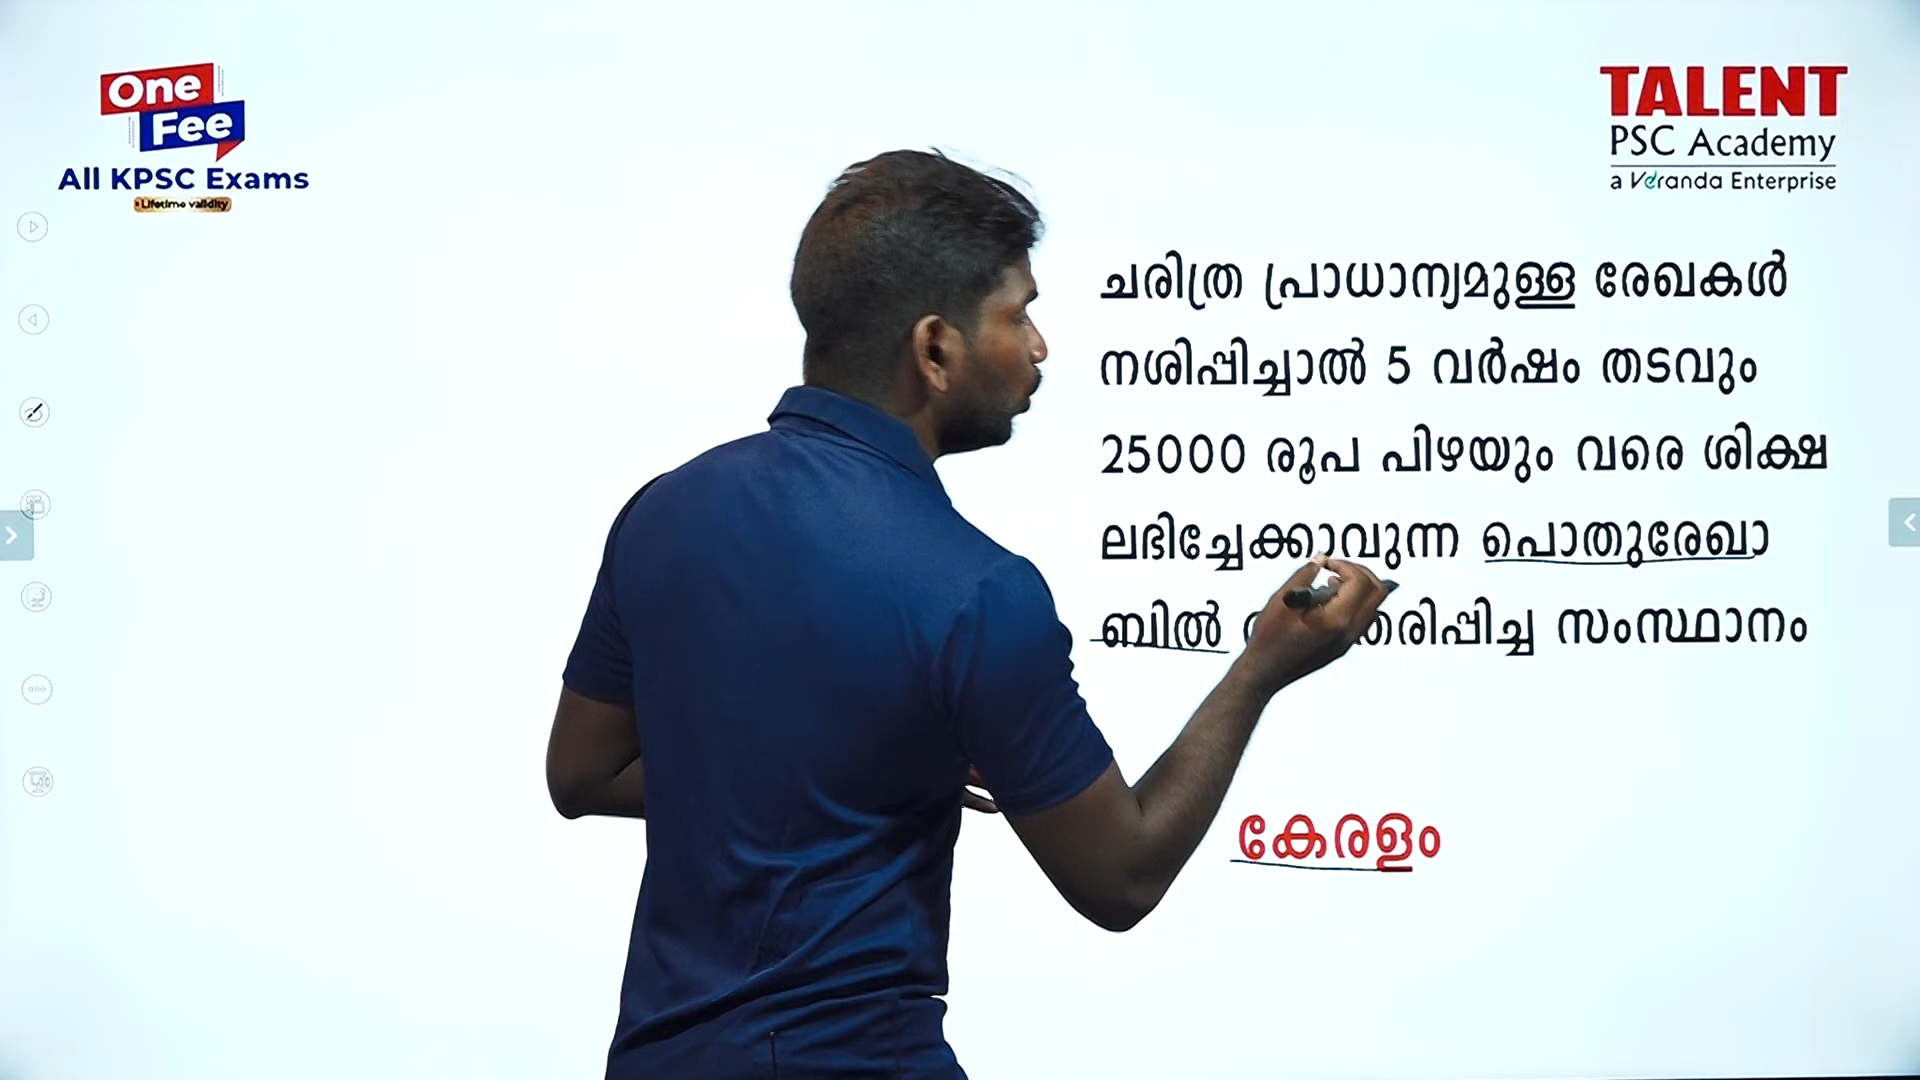 One
Fee
All KPSC Exams
Lifetime validity
TALENT
PSC Academy
a Veranda Enterprise
ചരിത്ര പ്രാധാന്യമുള്ള രേഖകൾ
നശിപ്പിച്ചാൽ 5 വർഷം തടവും
25000 രൂപ പിഴയും വരെ ശിക്ഷ
ലഭിച്ചേക്കാവുന്ന പൊതുരേഖാ
ബിൽ സംസ്ഥാനം
കേരളം